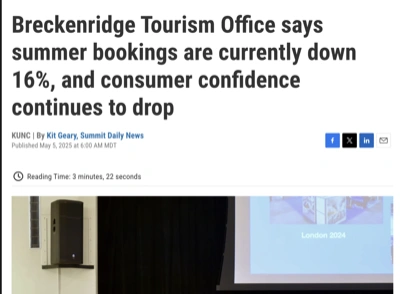 Breckenridge Tourism Office says
summer bookings are currently down
16%, and consumer confidence
continues to drop
KUNC | By Kit Geary, Summit Daily News
Published May 5, 2025 at 6:00 AM MDT
Reading Time: 3 minutes, 22 seconds
London 2024